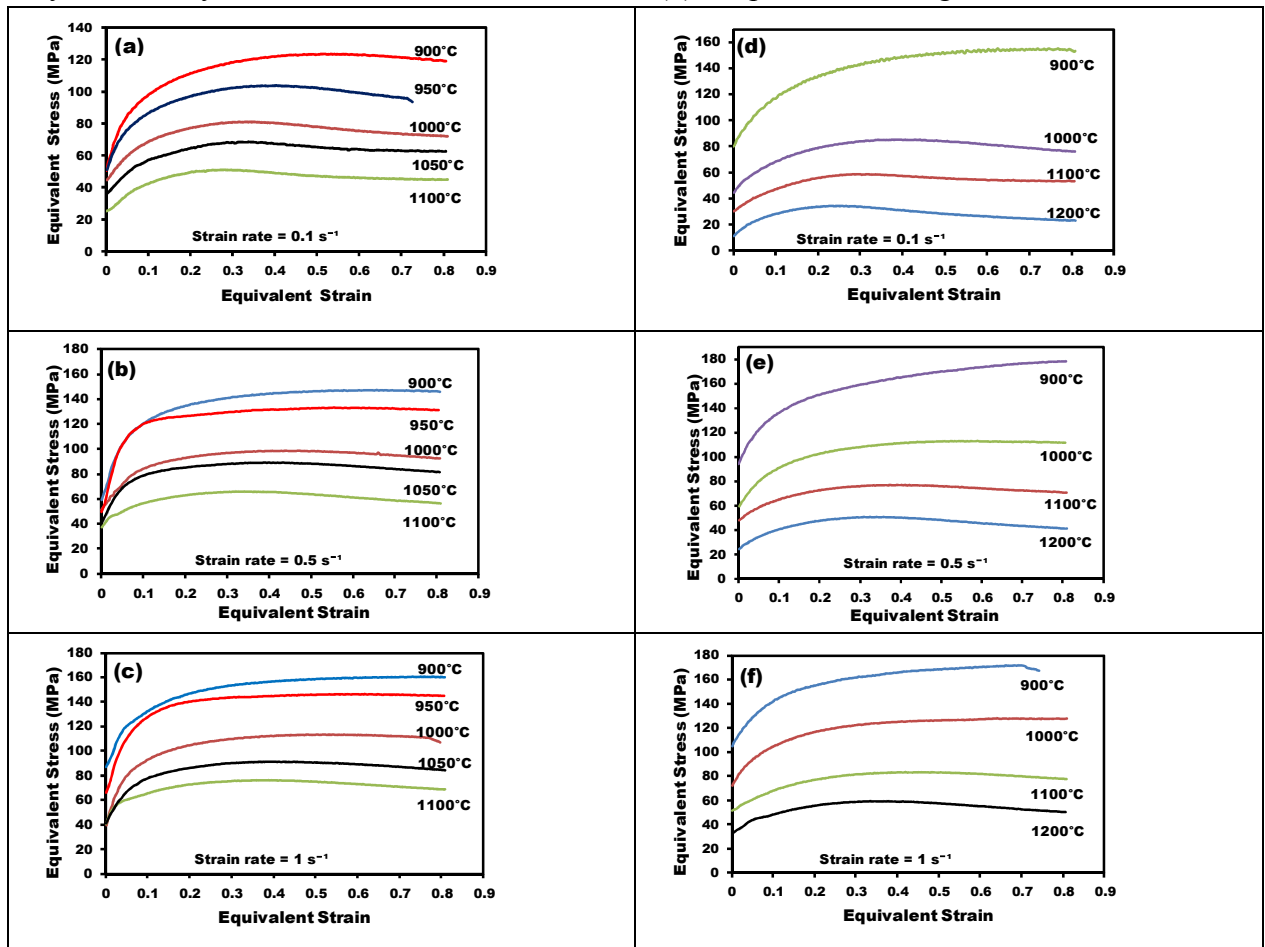 (a)
Equivalent Stress (MPa)
140
120
100
80
60
40
20
0
900°C
950°C
1000°C
1050°C
1100°C
Strain rate = 0.1 s⁻¹
0 0.1 0.2 0.3 0.4 0.5 0.6 0.7 0.8 0.9
Equivalent Strain
(d)
Equivalent Stress (MPa)
160
140
120
100
80
60
40
20
0
900°C
1000°C
1100°C
1200°C
Strain rate = 0.1 s⁻¹
0 0.1 0.2 0.3 0.4 0.5 0.6 0.7 0.8 0.9
Equivalent Strain
(b)
Equivalent Stress (MPa)
180
160
140
120
100
80
60
40
20
0
900°C
950°C
1000°C
1050°C
1100°C
Strain rate = 0.5 s⁻¹
0 0.1 0.2 0.3 0.4 0.5 0.6 0.7 0.8 0.9
Equivalent Strain
(e)
Equivalent Stress (MPa)
180
160
140
120
100
80
60
40
20
0
900°C
1000°C
1100°C
1200°C
Strain rate = 0.5 s⁻¹
0 0.1 0.2 0.3 0.4 0.5 0.6 0.7 0.8 0.9
Equivalent Strain
(c)
Equivalent Stress (MPa)
180
160
140
120
100
80
60
40
20
0
900°C
950°C
1000°C
1050°C
1100°C
Strain rate = 1 s⁻¹
0 0.1 0.2 0.3 0.4 0.5 0.6 0.7 0.8 0.9
Equivalent Strain
(f)
Equivalent Stress (MPa)
180
160
140
120
100
80
60
40
20
0
900°C
1000°C
1100°C
1200°C
Strain rate = 1 s⁻¹
0 0.1 0.2 0.3 0.4 0.5 0.6 0.7 0.8 0.9
Equivalent Strain